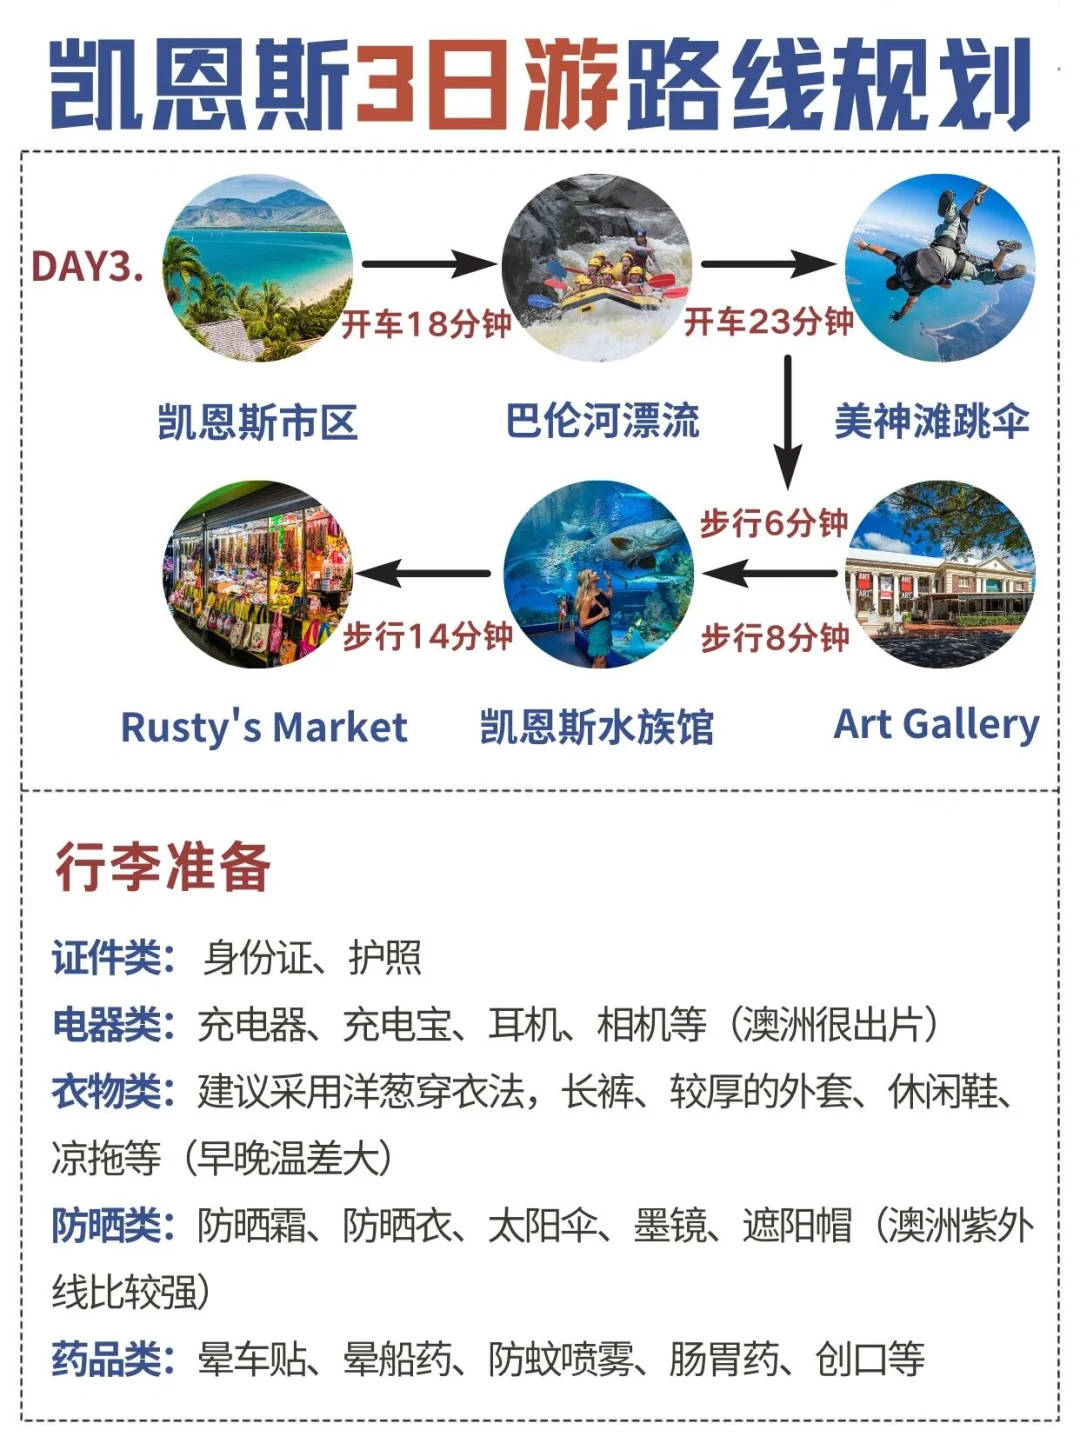 凯恩斯3日游路线规划
DAY3.
开车18分钟
开车23分钟
凯恩斯市区
巴伦河漂流
美神滩跳伞
步行6分钟
步行14分钟
步行8分钟
Rusty's Market
凯恩斯水族馆
Art Gallery
行李准备
证件类：身份证、护照
电器类：充电器、充电宝、耳机、相机等（澳洲很出片）
衣物类：建议采用洋葱穿衣法，长裤、较厚的外套、休闲鞋、
凉拖等（早晚温差大）
防晒类：防晒霜、防晒衣、太阳伞、墨镜、遮阳帽（澳洲紫外
线比较强）
药品类：晕车贴、晕船药、防蚊喷雾、肠胃药、创口等